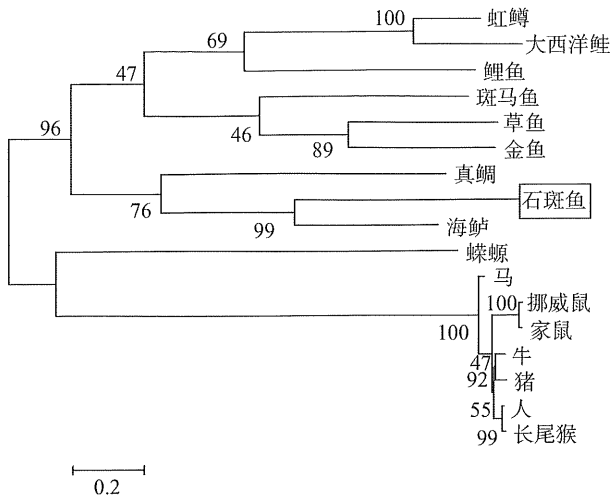 100
虹鳟
大西洋鲑
69
鲤鱼
47
斑马鱼
96
46
草鱼
89
金鱼
真鲷
76
石斑鱼
99
海鲈
蝾螈
马
100
挪威鼠
家鼠
100
47
牛
92
猪
55
人
99
长尾猴
0.2